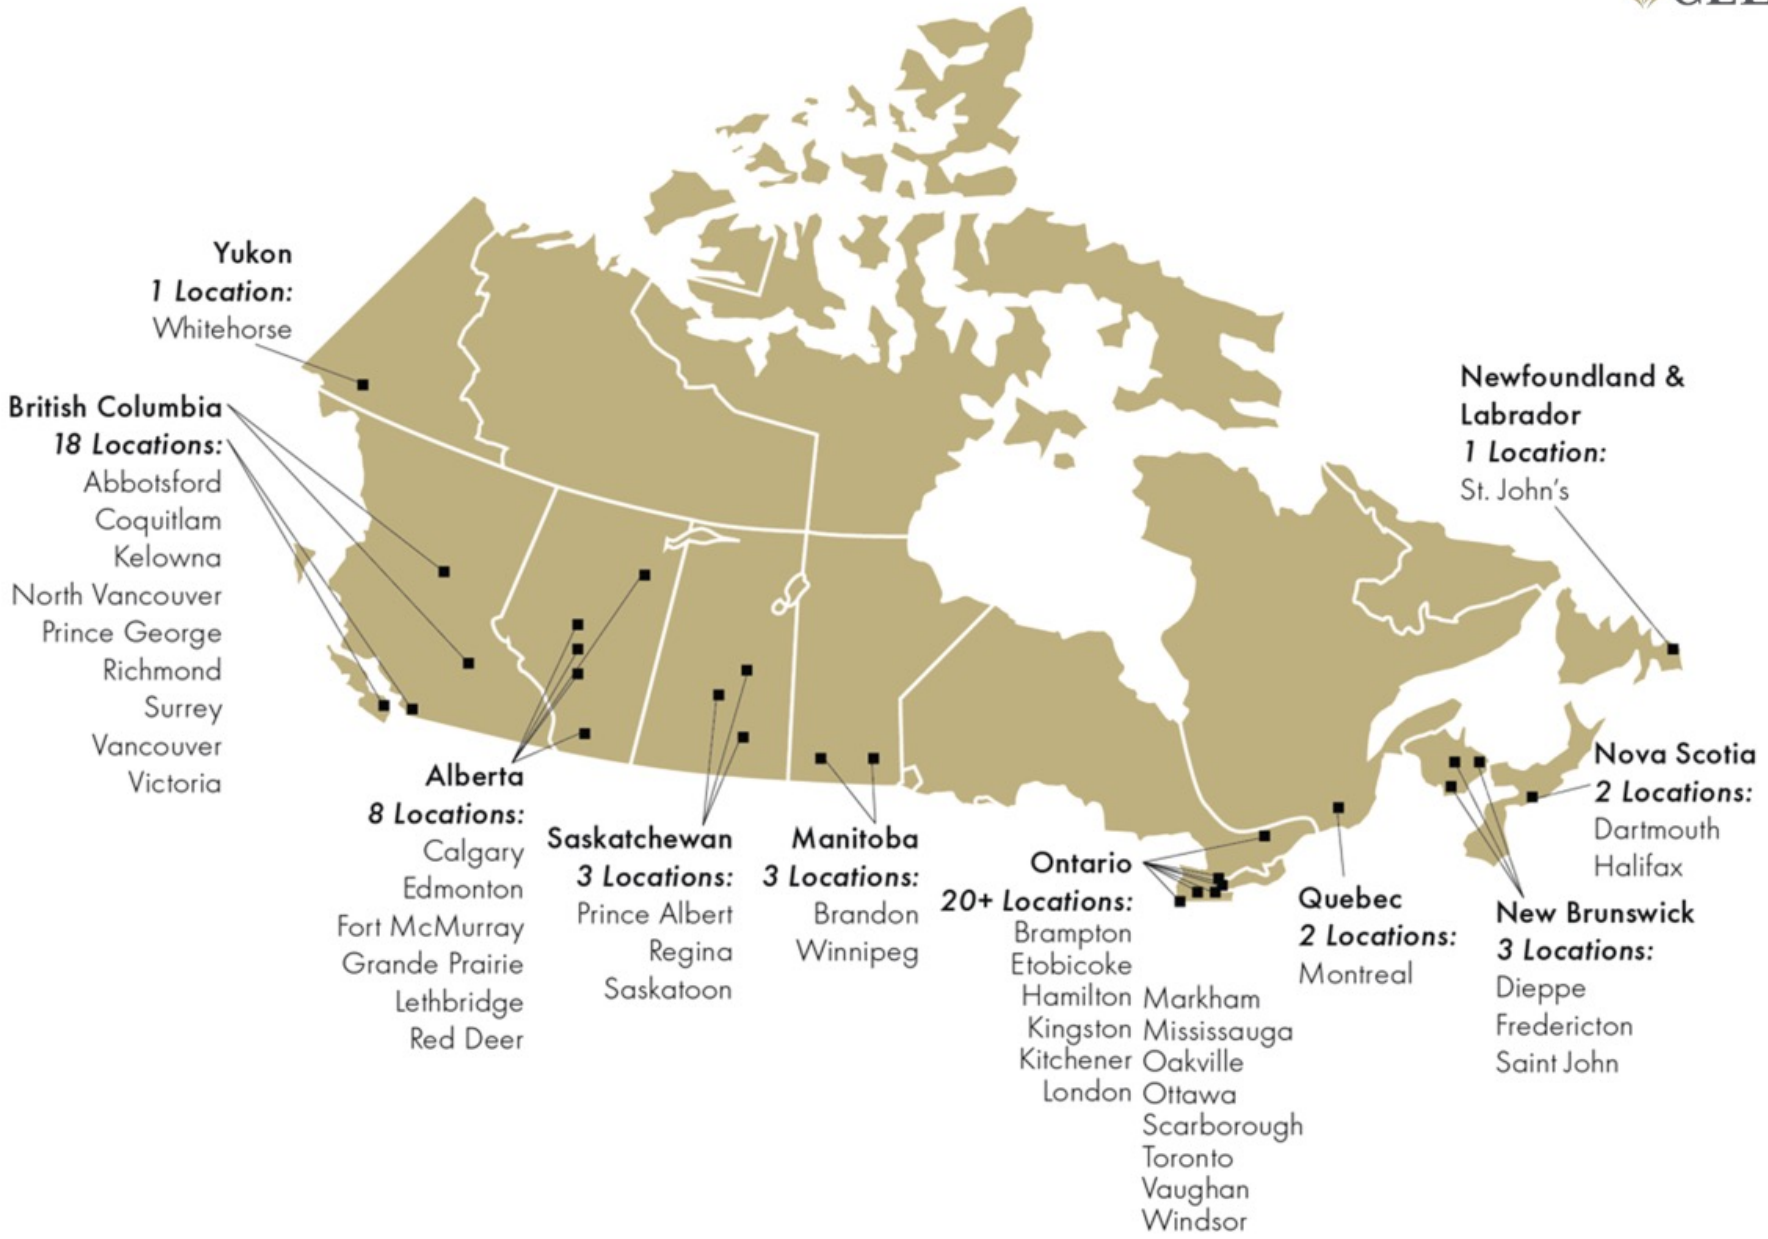 Yukon
1 Location:
Whitehorse
British Columbia
18 Locations:
Abbotsford
Coquitlam
Kelowna
North Vancouver
Prince George
Richmond
Surrey
Vancouver
Victoria
Alberta
8 Locations:
Calgary
Edmonton
Fort McMurray
Grande Prairie
Lethbridge
Red Deer
Saskatchewan
3 Locations:
Prince Albert
Regina
Saskatoon
Manitoba
3 Locations:
Brandon
Winnipeg
Ontario
20+ Locations:
Brampton
Etobicoke
Hamilton
Kingston
Kitchener
London
Markham
Mississauga
Oakville
Ottawa
Scarborough
Toronto
Vaughan
Windsor
Quebec
2 Locations:
Montreal
New Brunswick
3 Locations:
Dieppe
Fredericton
Saint John
Nova Scotia
2 Locations:
Dartmouth
Halifax
Newfoundland &
Labrador
1 Location:
St. John's